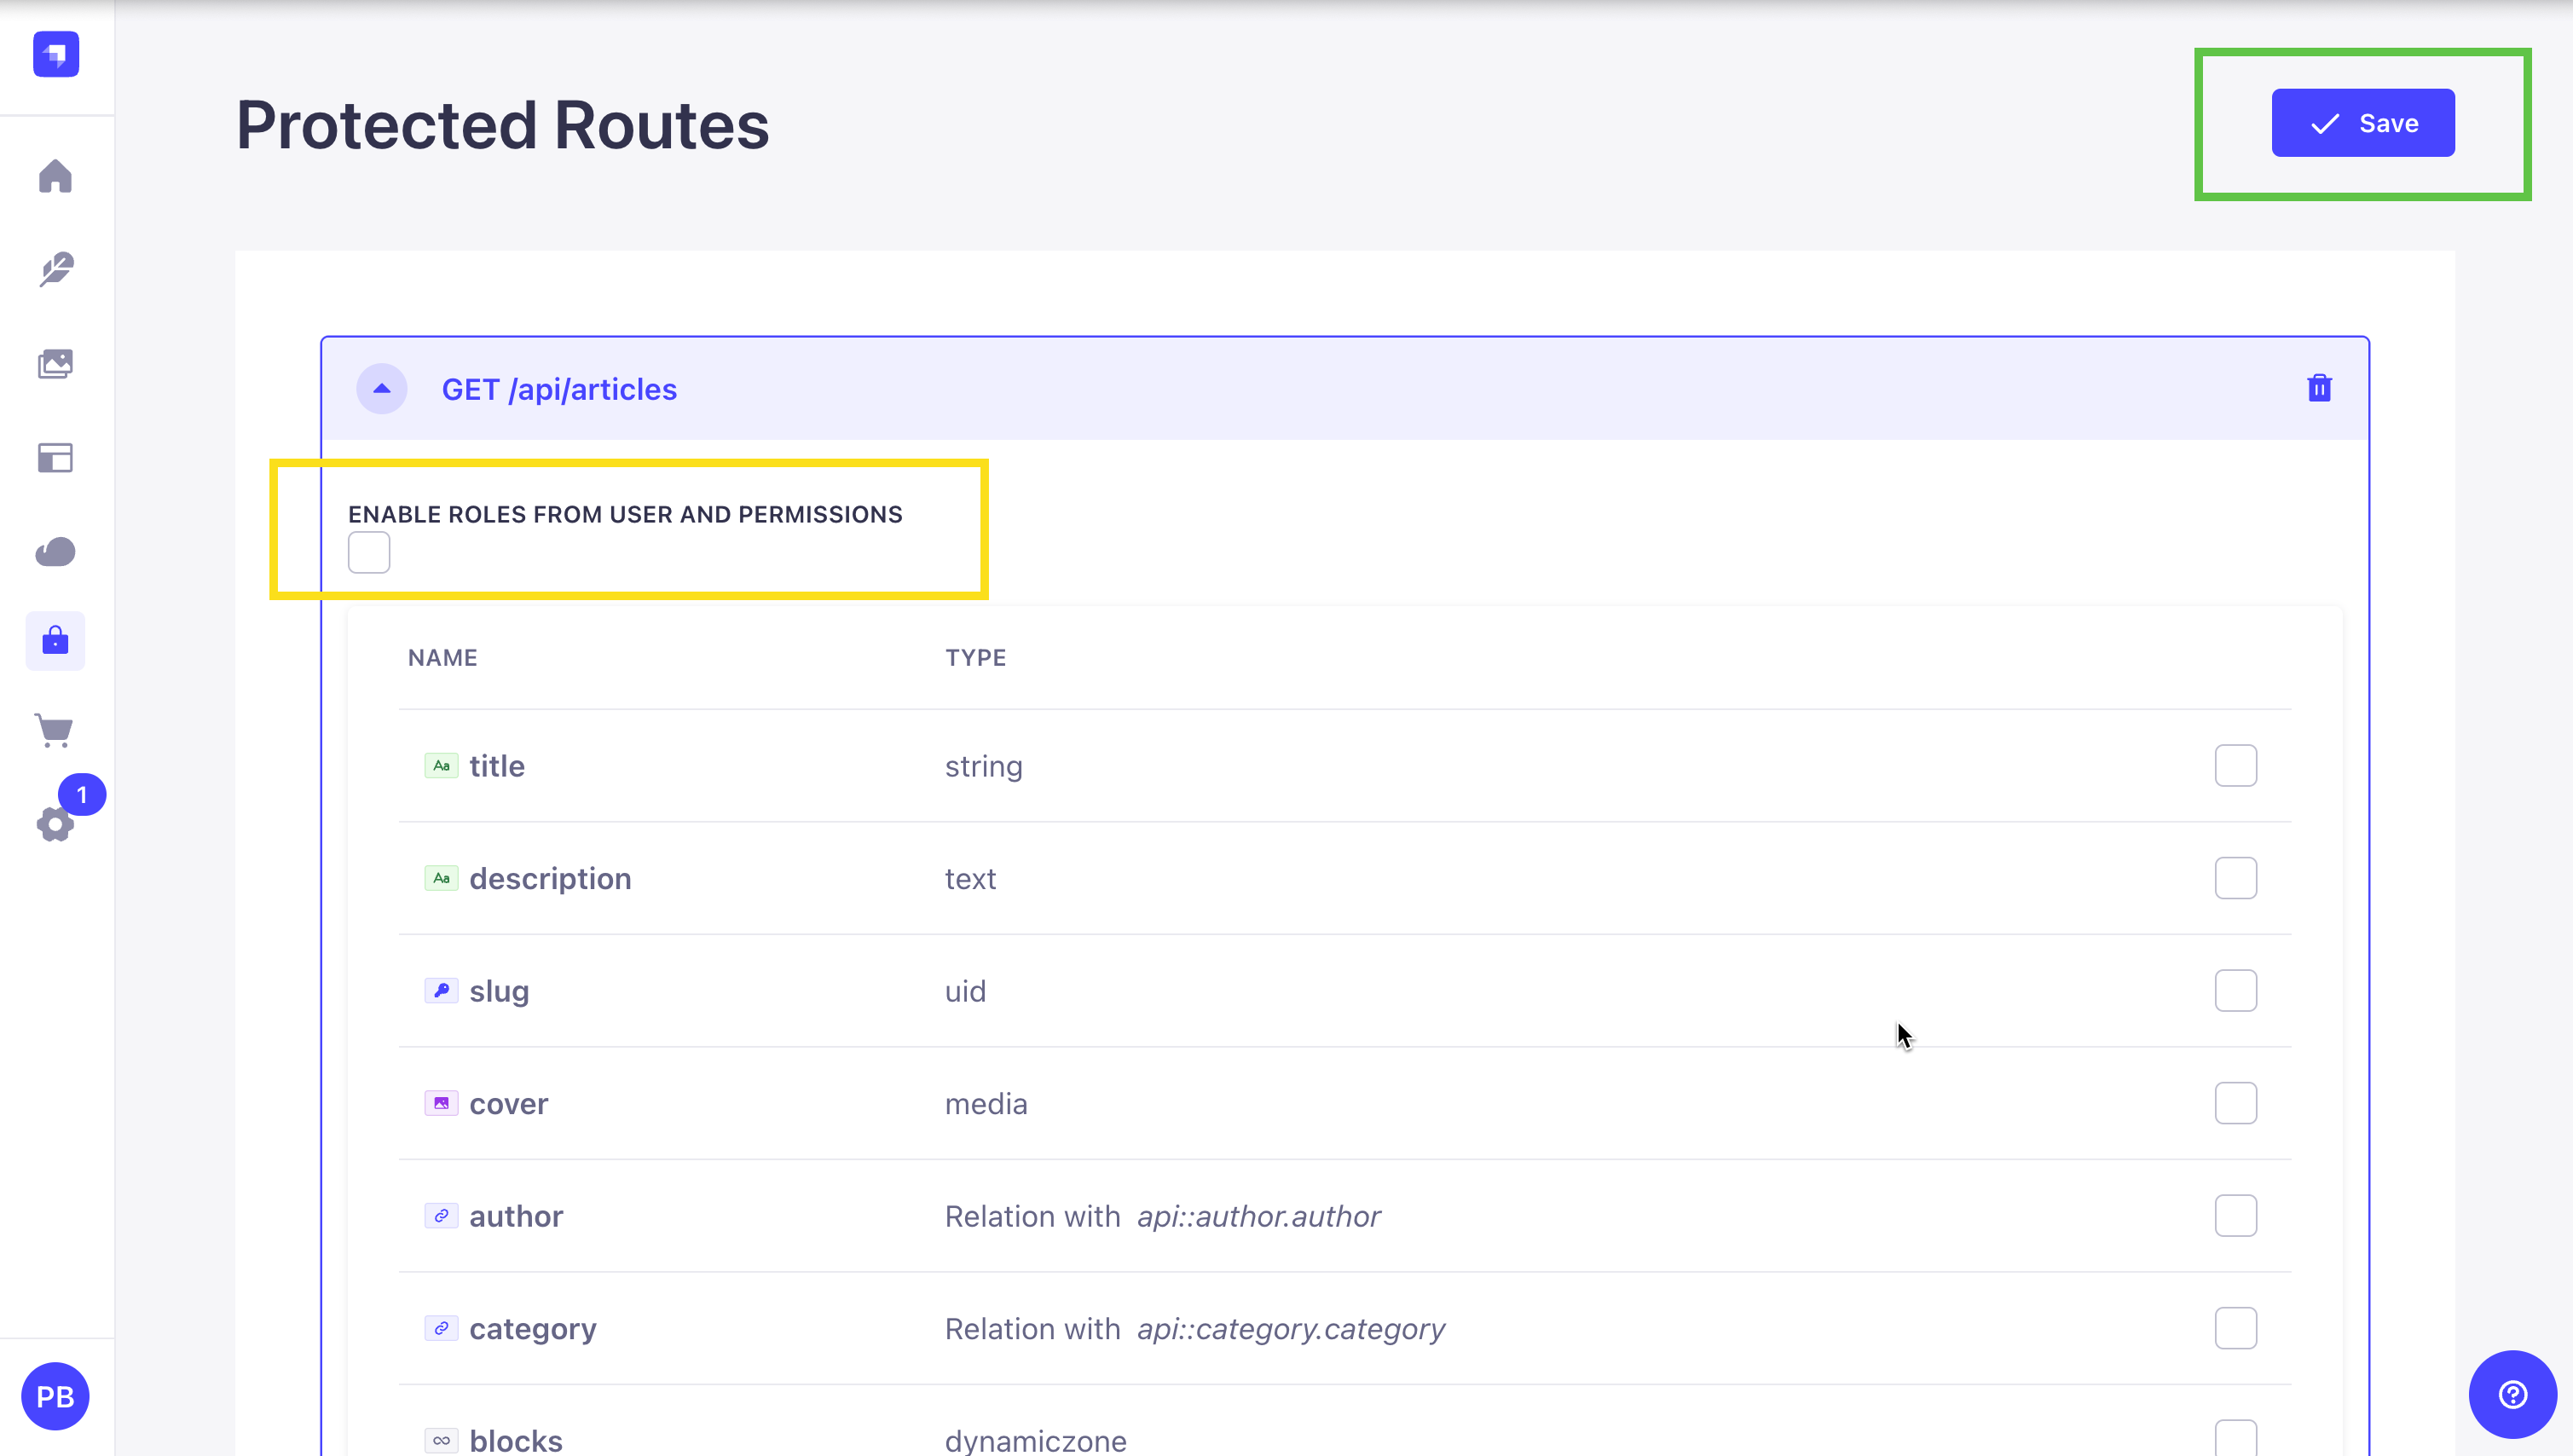 Protected Routes
Save
GET /api/articles
ENABLE ROLES FROM USER AND PERMISSIONS
NAME TYPE
Aa title string
Aa description text
slug uid
cover media
author Relation with api::author.author
category Relation with api::category.category
blocks dynamiczone
1
PB